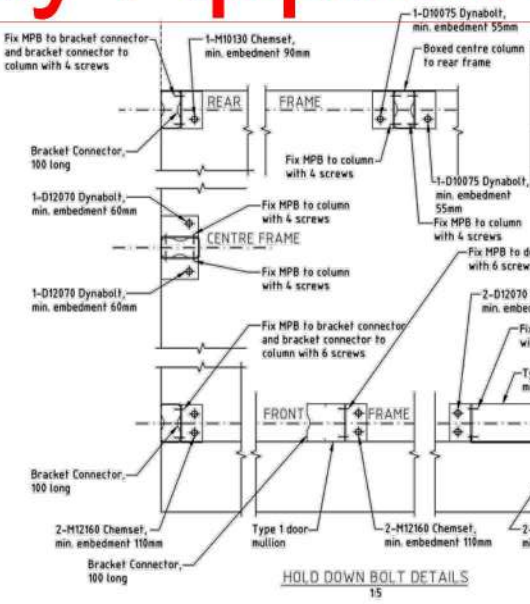 1-D10075 Dynabolt,
min. embedment 55mm
Fix MPB to bracket connector
and bracket connector to
column with 4 screws
1-M10130 Chemset,
min. embedment 90mm
Boxed centre column
to rear frame
REAR FRAME
Bracket Connector,
100 long
Fix MPB to column
with 4 screws
1-D10075 Dynabolt,
min. embedment
55mm
1-D12070 Dynabolt,
min. embedment 60mm
Fix MPB to column
with 4 screws
Fix MPB to column
with 4 screws
CENTRE FRAME
Fix MPB to
with 6 screw
Fix MPB to column
with 4 screws
1-D12070 Dynabolt,
min. embedment 60mm
2-D12070
Fix MPB to bracket connector
and bracket connector to
column with 6 screws
FRONT FRAME
Bracket Connector,
100 long
2-M12160 Chemset,
min. embedment 110mm
Type 1 door
mullion
2-M12160 Chemset,
min. embedment 110mm
Bracket Connector,
100 long
HOLD DOWN BOLT DETAILS
1:5